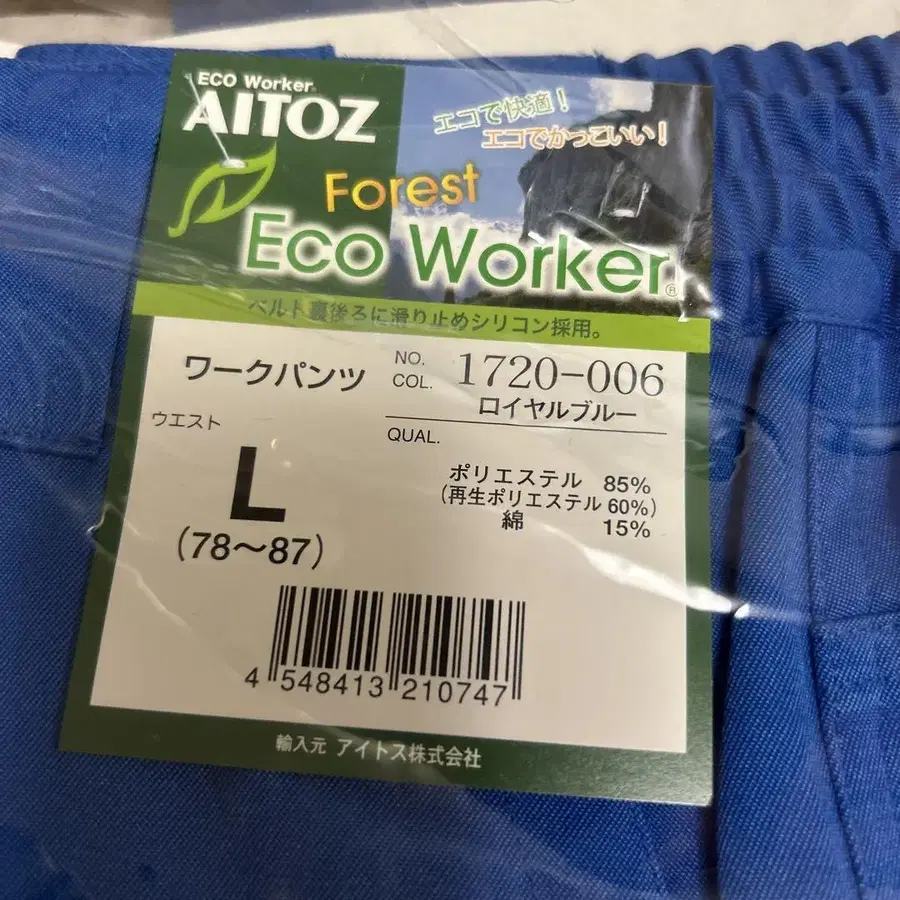 ECO Worker®
AITOZ
エコで快適！
エコでかっこいい！
Forest
Eco Worker®
ベルト裏後ろに滑り止めシリコン採用。
ワークパンツ
NO.
COL.
1720-006
ロイヤルブルー
ウエスト
L
(78〜87)
QUAL.
ポリエステル 85%
(再生ポリエステル 60%)
綿 15%
4 548413 210747
輸入元 アイトス株式会社